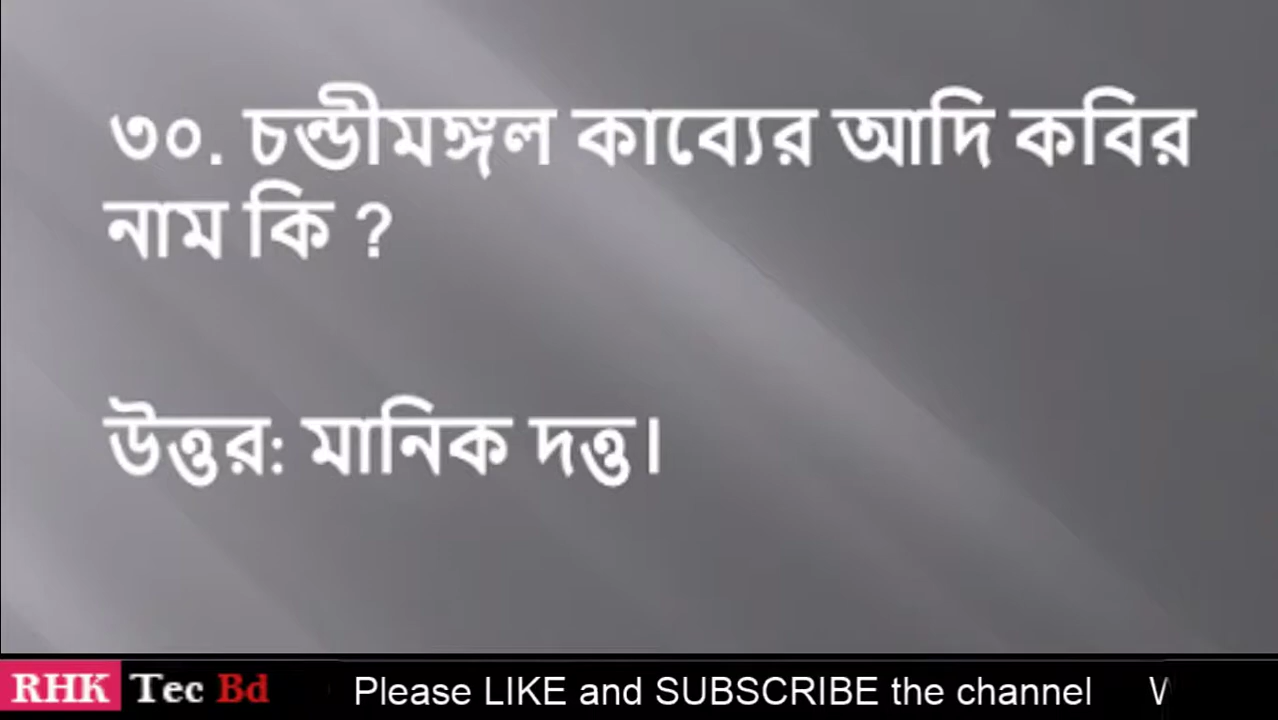 ৩০. চন্ডীমঙ্গল কাব্যের আদি কবির
নাম কি ?
উত্তর: মানিক দত্ত।
RHK Tec Bd Please LIKE and SUBSCRIBE the channel